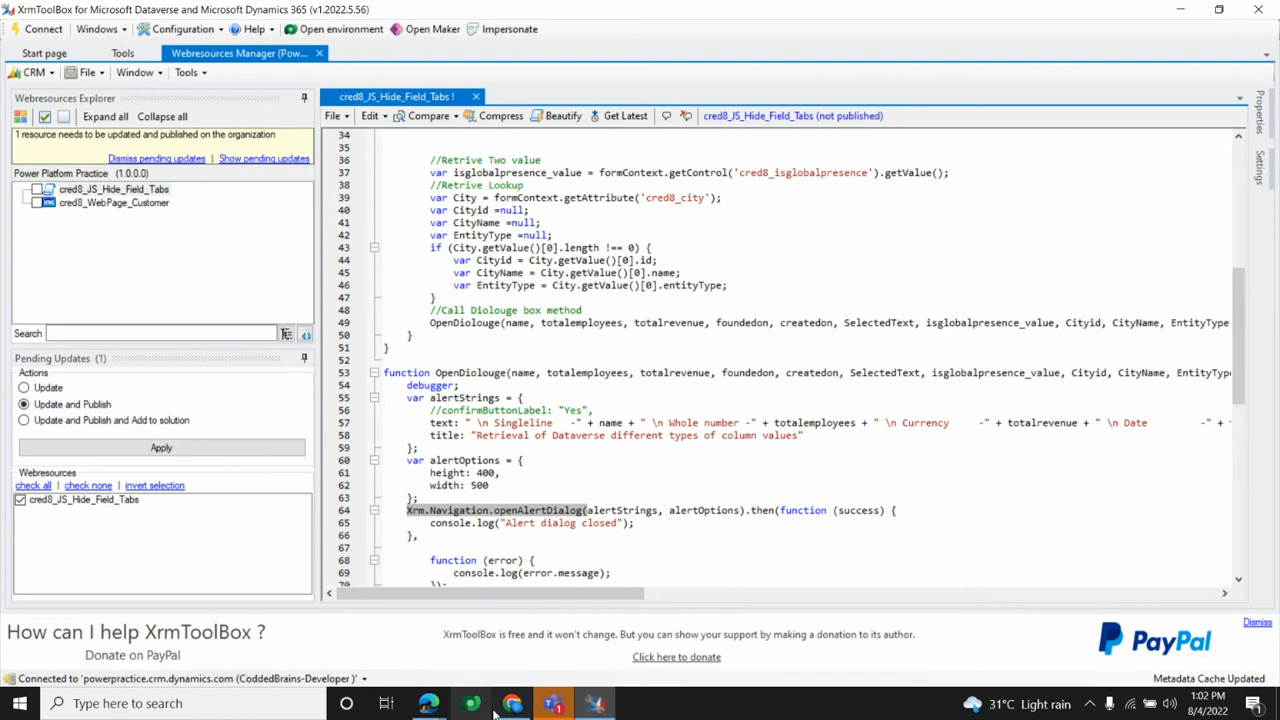 XrmToolBox for Microsoft Dataverse and Microsoft Dynamics 365 (v1.2022.5.56)
Connect Windows Configuration Help Open environment Open Maker Impersonate
Start page Tools Webresources Manager (Pow...
CRM File Window Tools
Webresources Explorer
Expand all Collapse all
1 resource needs to be updated and published on the organization
Dismiss pending updates Show pending updates
Power Platform Practice (1.0.0.0)
cred8_JS_Hide_Field_Tabs
cred8_WebPage_Customer
Search
Pending Updates (1)
Actions
Update
Update and Publish
Update and Publish and Add to solution
Apply
Webresources
check all check none invert selection
cred8_JS_Hide_Field_Tabs
cred8_JS_Hide_Field_Tabs !
File Edit Compare Compress Beautify Get Latest cred8_JS_Hide_Field_Tabs (not published)
34
35
36 //Retrive Two value
37 var isglobalpresence_value = formContext.getControl('cred8_isglobalpresence').getValue();
38 //Retrive Lookup
39 var City = formContext.getAttribute('cred8_city');
40 var Cityid =null;
41 var CityName =null;
42 var EntityType =null;
43 if (City.getValue()[0].length !== 0) {
44 var Cityid = City.getValue()[0].id;
45 var CityName = City.getValue()[0].name;
46 var EntityType = City.getValue()[0].entityType;
47 }
48 //Call Diolouge box method
49 OpenDiolouge(name, totalemployees, totalrevenue, foundedon, createdon, SelectedText, isglobalpresence_value, Cityid, CityName, EntityType
50 }
51 }
52
53 function OpenDiolouge(name, totalemployees, totalrevenue, foundedon, createdon, SelectedText, isglobalpresence_value, Cityid, CityName, EntityType
54 debugger;
55 var alertStrings = {
56 //confirmButtonLabel: "Yes",
57 text: " \n Singleline -" + name + " \n Whole number -" + totalemployees + " \n Currency -" + totalrevenue + " \n Date -" +
58 title: "Retrieval of Dataverse different types of column values"
59 };
60 var alertOptions = {
61 height: 400,
62 width: 500
63 };
64 Xrm.Navigation.openAlertDialog(alertStrings, alertOptions).then(function (success) {
65 console.log("Alert dialog closed");
66 },
67
68 function (error) {
69 console.log(error.message);
70 });
Properties
Settings
How can I help XrmToolBox ?
Donate on PayPal
XrmToolBox is free and it won't change. But you can show your support by making a donation to its author.
Click here to donate
PayPal
Dismiss
Connected to 'powerpractice.crm.dynamics.com (CoddedBrains-Developer )
Metadata Cache Updated
Type here to search
31°C Light rain
1:02 PM
8/4/2022